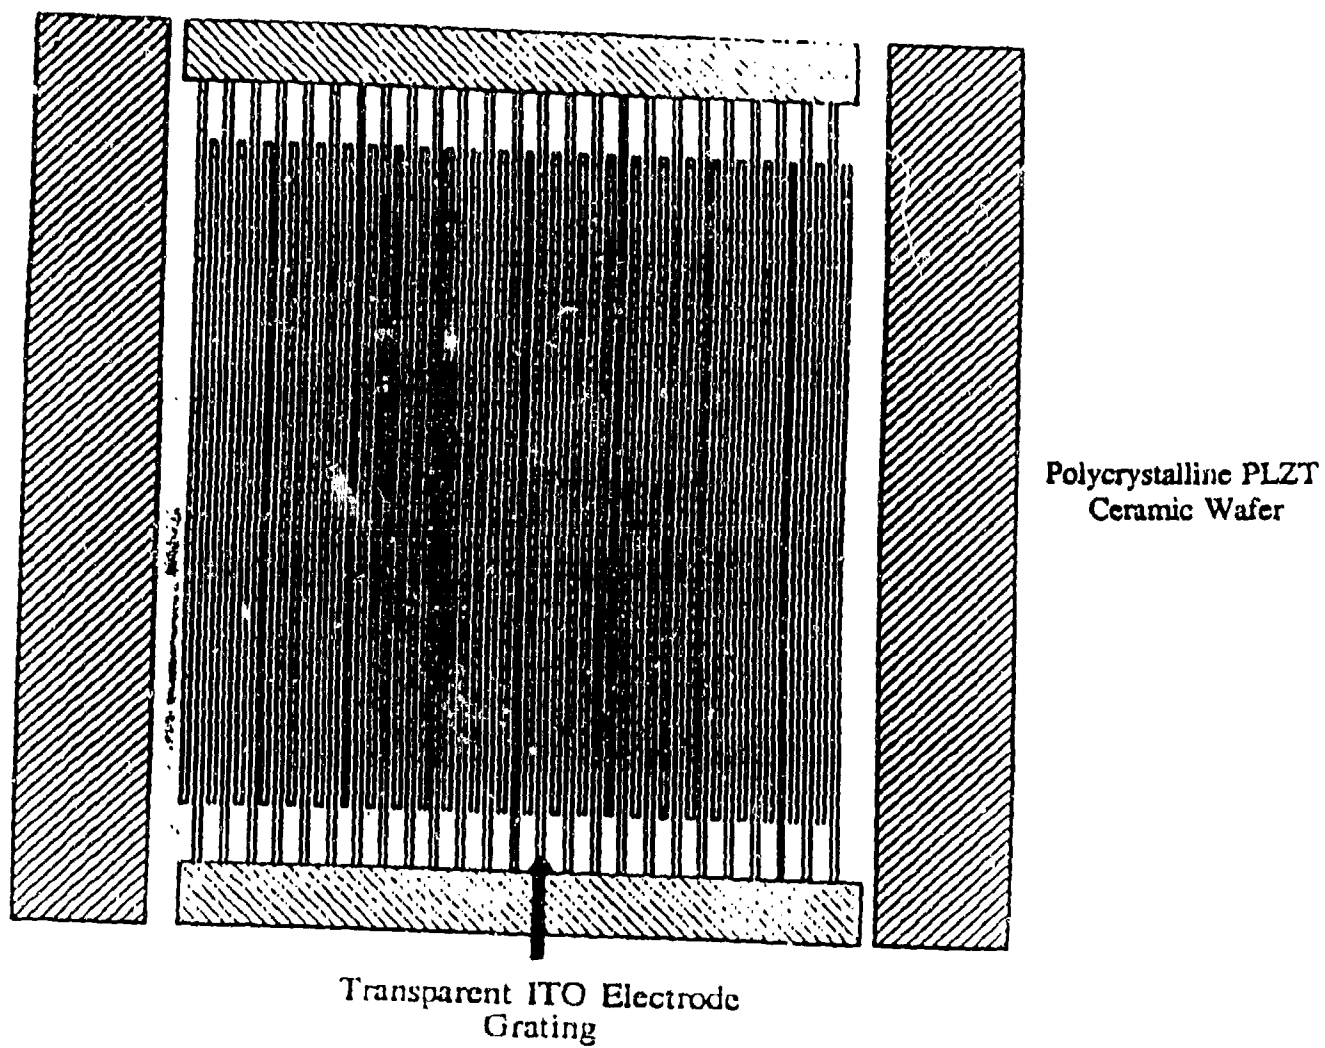 Polycrystalline PLZT
Ceramic Wafer
Transparent ITO Electrode
Grating